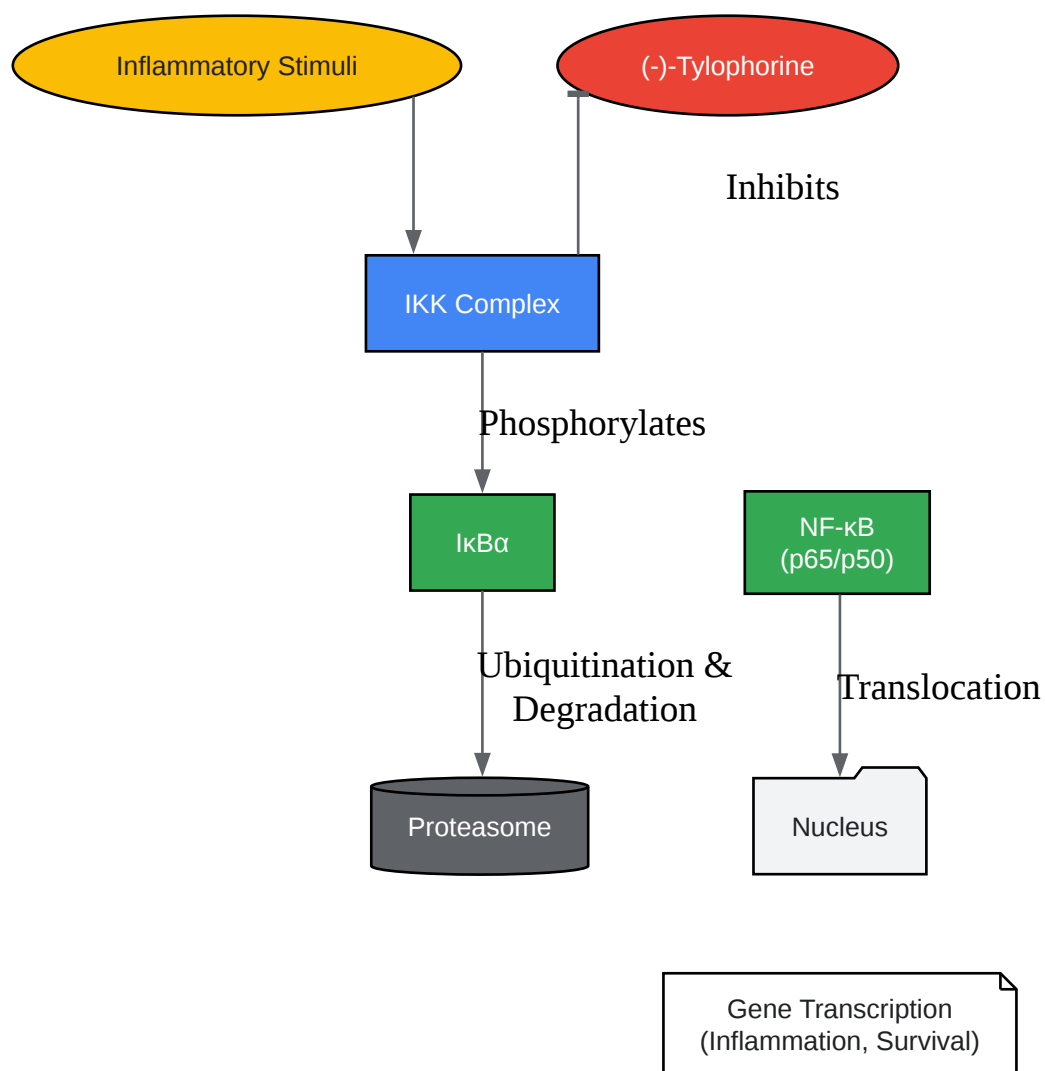 Inflammatory Stimuli
(-)-Tylophorine
Inhibits
IKK Complex
Phosphorylates
IκBα
NF-κB
(p65/p50)
Ubiquitination &
Degradation
Translocation
Proteasome
Nucleus
Gene Transcription
(Inflammation, Survival)